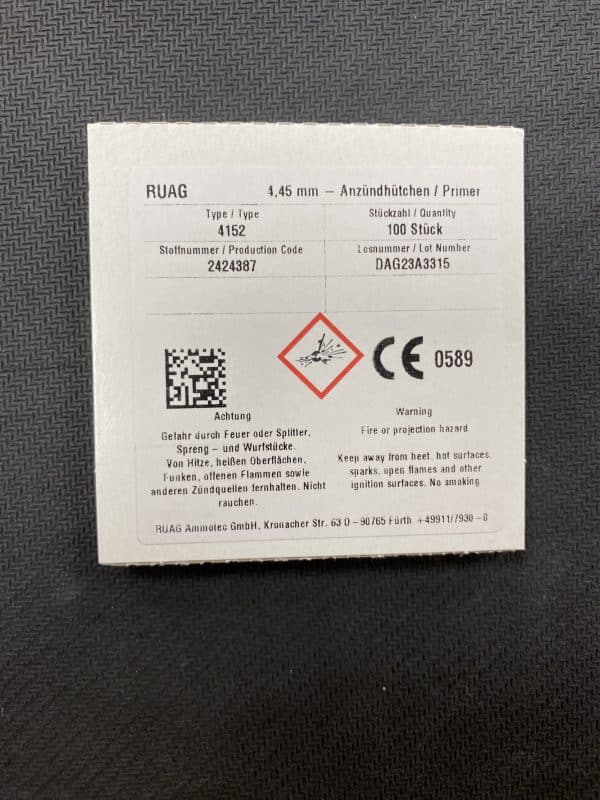 RUAG 4,45 mm – Anzündhütchen / Primer
Type / Type
4152
Stückzahl / Quantity
100 Stück
Stoffnummer / Production Code
2424387
Losnummer / Lot Number
DAG23A3315
CE 0589
Achtung
Gefahr durch Feuer oder Splitter,
Spreng – und Wurfstücke.
Von Hitze, heißen Oberflächen,
Funken, offenen Flammen sowie
anderen Zündquellen fernhalten. Nicht
rauchen.
Warning
Fire or projection hazard
Keep away from heet, hot surfaces,
sparks, open flames and other
ignition surfaces. No smoking
RUAG Ammotec GmbH, Kronacher Str. 63 D – 90765 Fürth +49911/7930 – 0